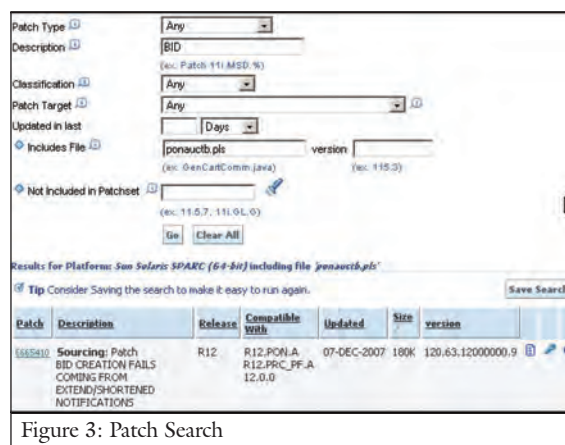 Patch Type
Any
Description
BID
(ex. Patch 11i.MSD.%)
Classification
Any
Patch Target
Any
Updated in last
Days
Includes File
ponauctb.pls
version
(ex. GenCartComm.java)
(ex. 115.3)
Not Included in Patchset
(ex. 11.5.7, 11i.GL.G)
Go
Clear All
Results for Platform: Sun Solaris SPARC (64-bit) including file 'ponauctb.pls'
Tip Consider Saving the search to make it easy to run again.
Save Search
Patch Description Release Compatible With Updated Size version
Sourcing: Patch
BID CREATION FAILS
COMING FROM
EXTEND/SHORTENED
NOTIFICATIONS
R12
R12.PON.A
R12.PRC_PF.A
12.0.0
07-DEC-2007
180K
120.63.12000000.9
Figure 3: Patch Search